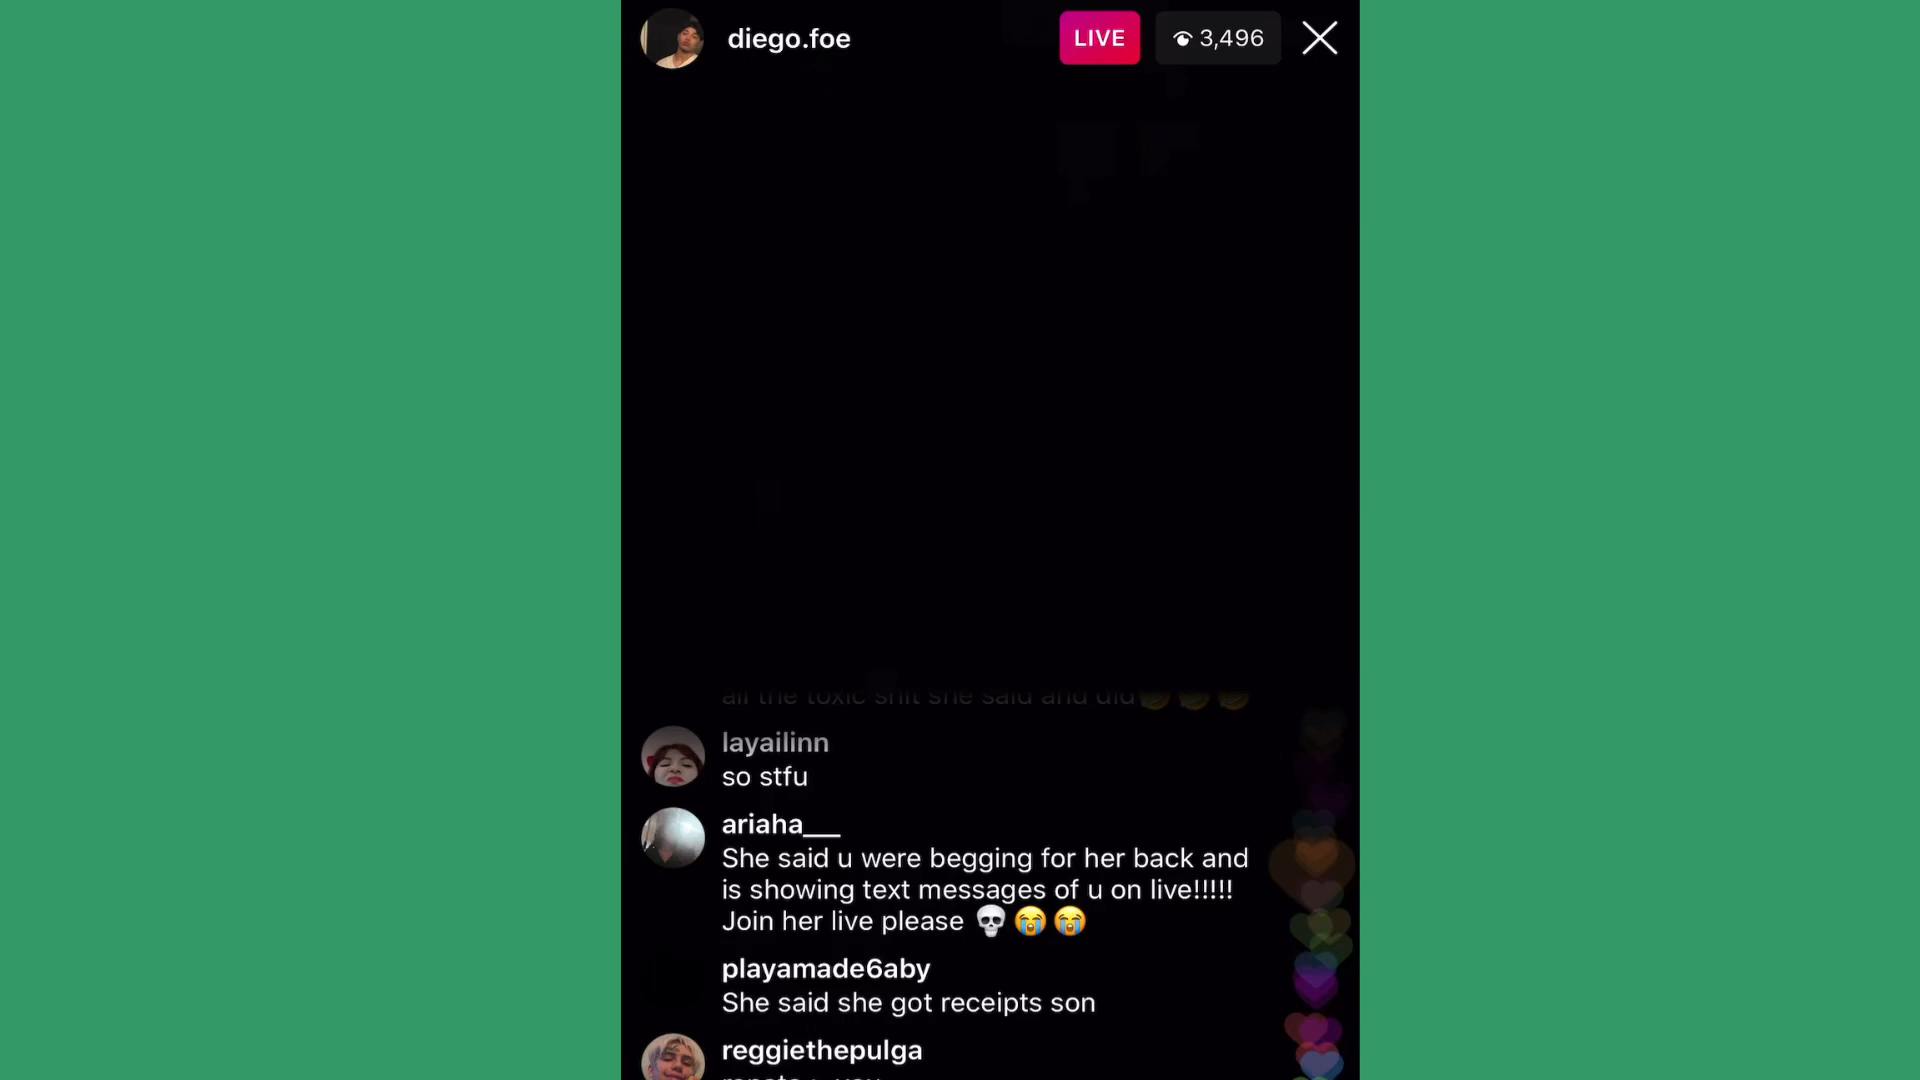 diego.foe
LIVE
3,496
all the toxic shit she said and did
layailinn
so stfu
ariaha___
She said u were begging for her back and
is showing text messages of u on live!!!!!
Join her live please 💀😭😭
playamade6aby
She said she got receipts son
reggiethepulga